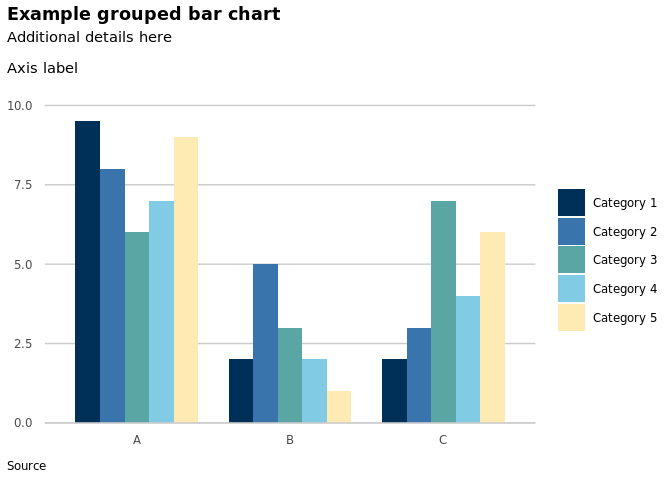 Example grouped bar chart
Additional details here
Axis label
10.0
7.5
5.0
2.5
0.0
A B C
Category 1
Category 2
Category 3
Category 4
Category 5
Source